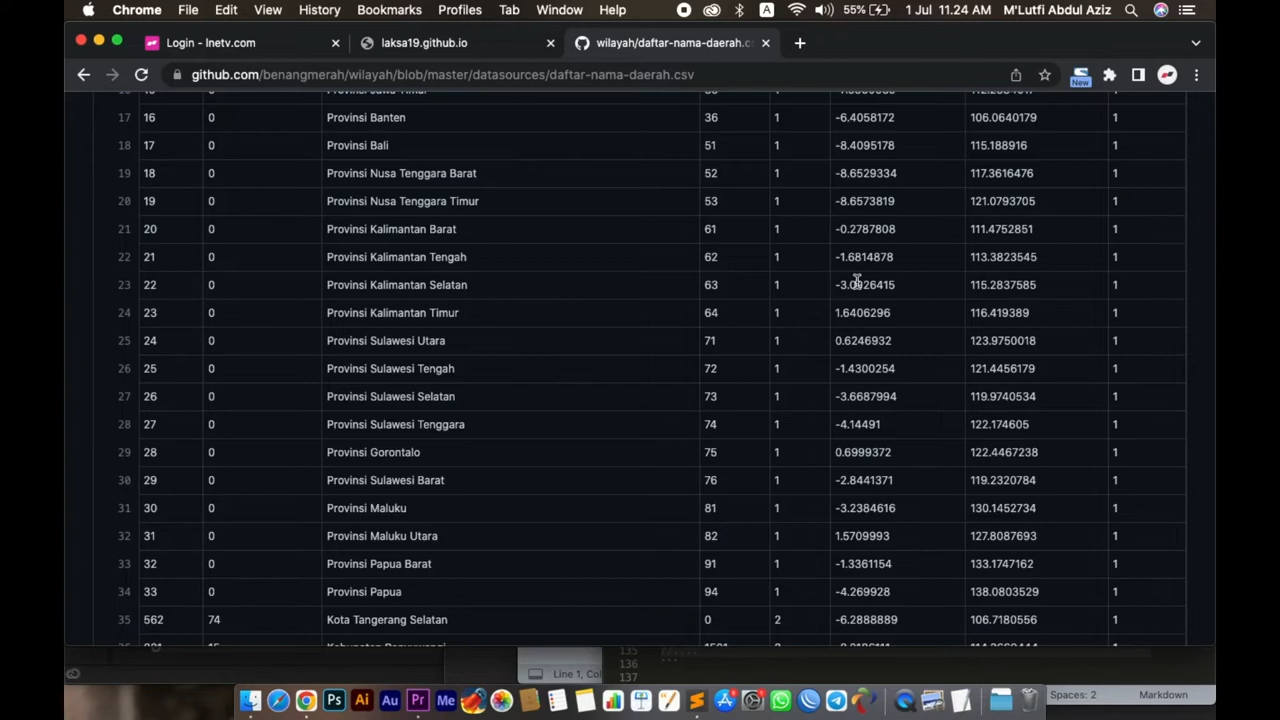 Chrome File Edit View History Bookmarks Profiles Tab Window Help A 55% 1 Jul 11.24 AM M'Lutfi Abdul Aziz
Login - Inetv.com laksa19.github.io wilayah/daftar-nama-daerah.cs
github.com/benangmerah/wilayah/blob/master/datasources/daftar-nama-daerah.csv New
17 16 0 Provinsi Banten 36 1 -6.4058172 106.0640179 1
18 17 0 Provinsi Bali 51 1 -8.4095178 115.188916 1
19 18 0 Provinsi Nusa Tenggara Barat 52 1 -8.6529334 117.3616476 1
20 19 0 Provinsi Nusa Tenggara Timur 53 1 -8.6573819 121.0793705 1
21 20 0 Provinsi Kalimantan Barat 61 1 -0.2787808 111.4752851 1
22 21 0 Provinsi Kalimantan Tengah 62 1 -1.6814878 113.3823545 1
23 22 0 Provinsi Kalimantan Selatan 63 1 115.2837585 1
24 23 0 Provinsi Kalimantan Timur 64 1 1.6406296 116.419389 1
25 24 0 Provinsi Sulawesi Utara 71 1 0.6246932 123.9750018 1
26 25 0 Provinsi Sulawesi Tengah 72 1 -1.4300254 121.4456179 1
27 26 0 Provinsi Sulawesi Selatan 73 1 -3.6687994 119.9740534 1
28 27 0 Provinsi Sulawesi Tenggara 74 1 -4.14491 122.174605 1
29 28 0 Provinsi Gorontalo 75 1 0.6999372 122.4467238 1
30 29 0 Provinsi Sulawesi Barat 76 1 -2.8441371 119.2320784 1
31 30 0 Provinsi Maluku 81 1 -3.2384616 130.1452734 1
32 31 0 Provinsi Maluku Utara 82 1 1.5709993 127.8087693 1
33 32 0 Provinsi Papua Barat 91 1 -1.3361154 133.1747162 1
34 33 0 Provinsi Papua 94 1 -4.269928 138.0803529 1
35 562 74 Kota Tangerang Selatan 0 2 -6.2888889 106.7180556 1
135 //....
136 ```
137
Line 1, Col
Ps Ai Au Pr Me
Spaces: 2 Markdown